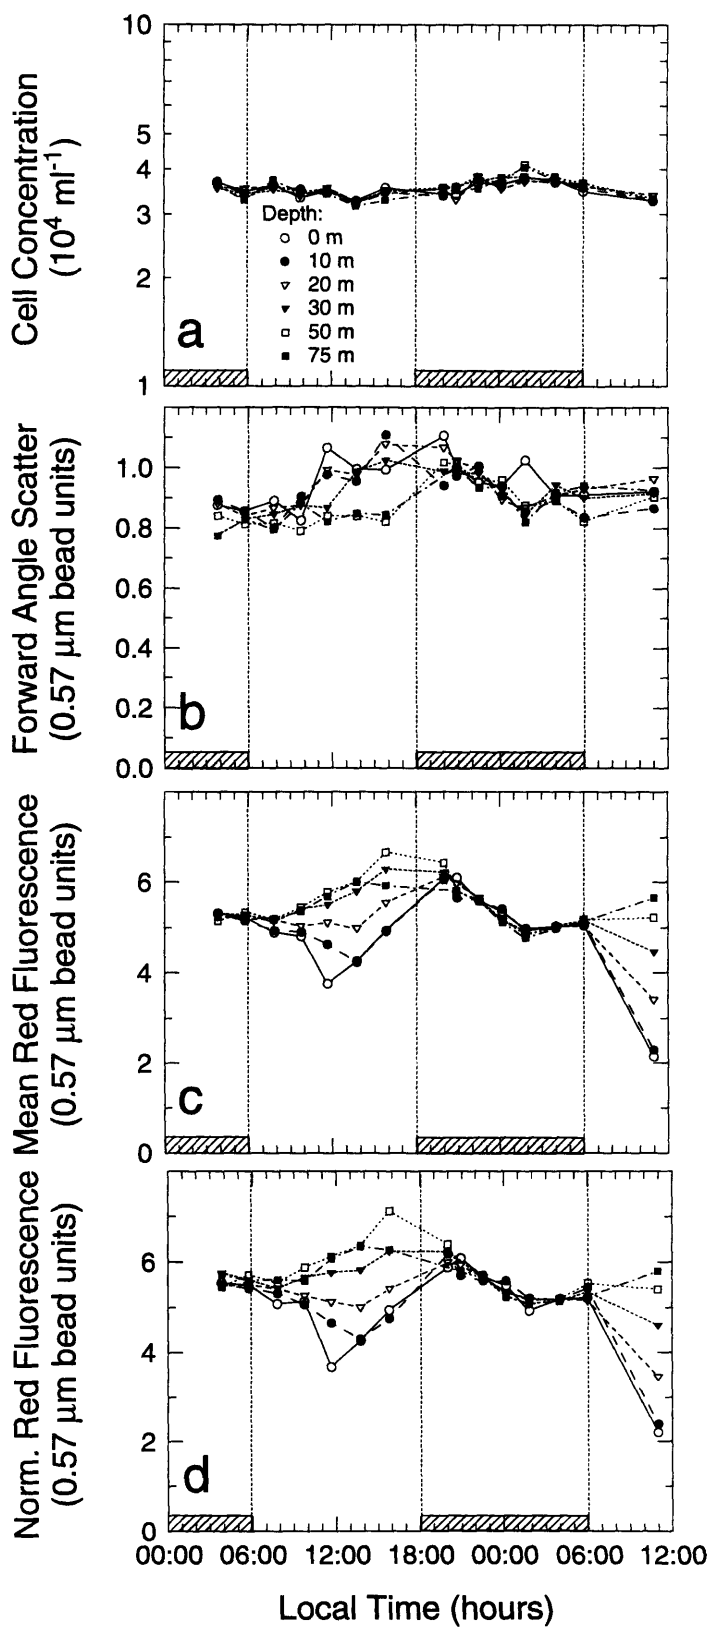 Cell Concentration
(10⁴ ml⁻¹)
10
5
4
3
2
1
Depth:
0 m
10 m
20 m
30 m
50 m
75 m
a
Forward Angle Scatter
(0.57 μm bead units)
1.0
0.8
0.6
0.4
0.2
0.0
b
Mean Red Fluorescence
(0.57 μm bead units)
6
4
2
0
c
Norm. Red Fluorescence
(0.57 μm bead units)
6
4
2
0
d
00:00 06:00 12:00 18:00 00:00 06:00 12:00
Local Time (hours)